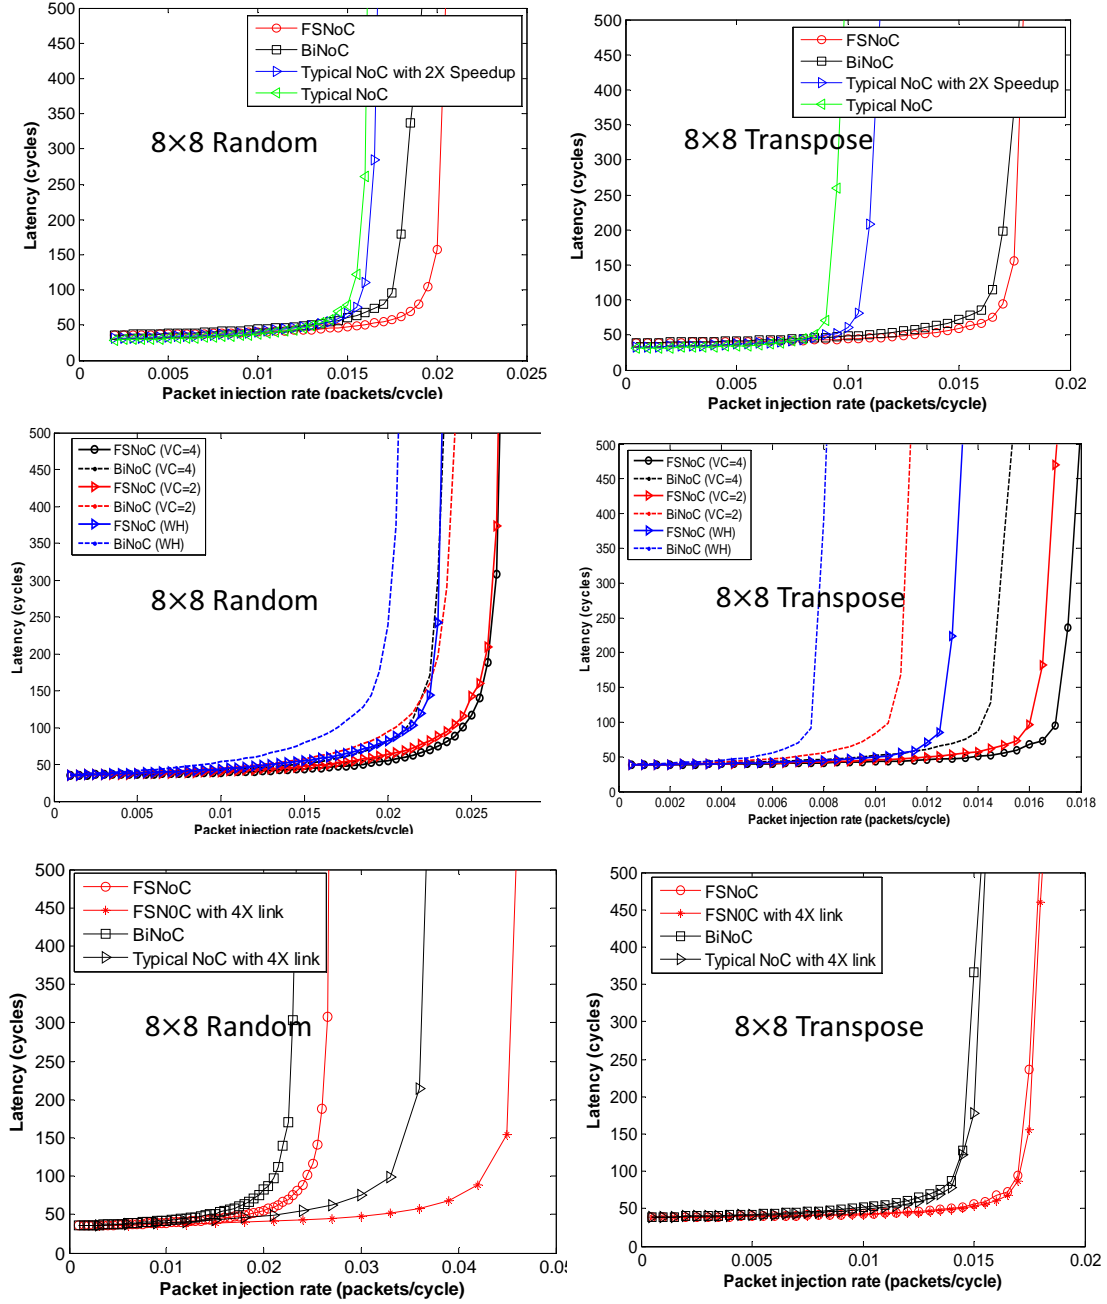 500
450
400
350
300
250
200
150
100
50
0
Latency (cycles)
FSNoC
BiNoC
Typical NoC with 2X Speedup
Typical NoC
8×8 Random
0
0.005
0.01
0.015
0.02
0.025
Packet injection rate (packets/cycle)
500
450
400
350
300
250
200
150
100
50
0
Latency (cycles)
FSNoC
BiNoC
Typical NoC with 2X Speedup
Typical NoC
8×8 Transpose
0.005
0.01
0.015
0.02
Packet injection rate (packets/cycle)
500
450
400
350
300
250
200
150
100
50
0
Latency (cycles)
FSNoC (VC=4)
BiNoC (VC=4)
FSNoC (VC=2)
BiNoC (VC=2)
FSNoC (WH)
BiNoC (WH)
8×8 Random
0
0.005
0.01
0.015
0.02
0.025
Packet injection rate (packets/cycle)
500
450
400
350
300
250
200
150
100
50
0
Latency (cycles)
FSNoC (VC=4)
BiNoC (VC=4)
FSNoC (VC=2)
BiNoC (VC=2)
FSNoC (WH)
BiNoC (WH)
8×8 Transpose
0
0.002
0.004
0.006
0.008
0.01
0.012
0.014
0.016
0.018
Packet injection rate (packets/cycle)
500
450
400
350
300
250
200
150
100
50
0
Latency (cycles)
FSNoC
FSN0C with 4X link
BiNoC
Typical NoC with 4X link
8×8 Random
0
0.01
0.02
0.03
0.04
0.05
Packet injection rate (packets/cycle)
500
450
400
350
300
250
200
150
100
50
0
Latency (cycles)
FSNoC
FSN0C with 4X link
BiNoC
Typical NoC with 4X link
8×8 Transpose
0
0.005
0.01
0.015
0.02
Packet injection rate (packets/cycle)